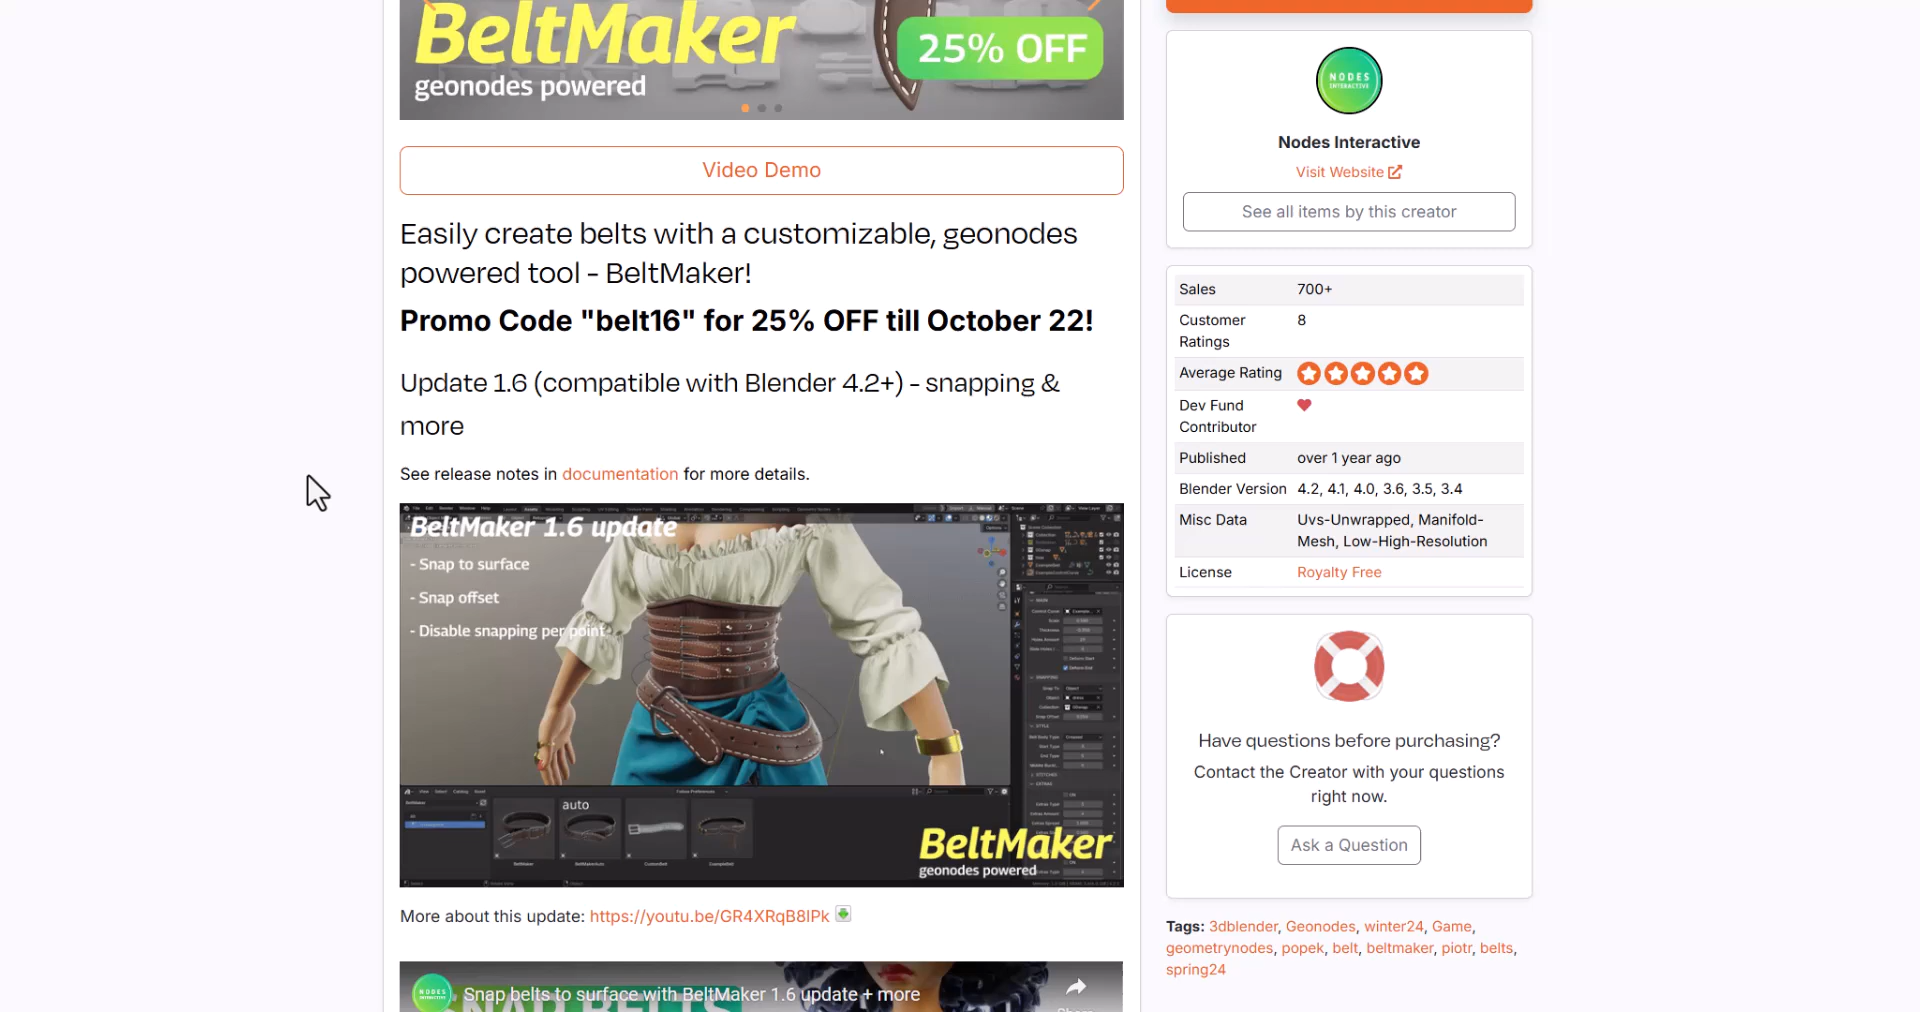 BeltMaker
25% OFF
geonodes powered
Video Demo
Easily create belts with a customizable, geonodes
powered tool - BeltMaker!
Promo Code "belt16" for 25% OFF till October 22!
Update 1.6 (compatible with Blender 4.2+) - snapping &
more
See release notes in documentation for more details.
BeltMaker 1.6 update
- Snap to surface
- Snap offset
- Disable snapping per point
auto
BeltMaker
geonodes powered
More about this update: https://youtu.be/GR4XRqB8IPk
NODES
Snap belts to surface with BeltMaker 1.6 update + more
SNAP BELTS
NODES
INTERACTIVE
Nodes Interactive
Visit Website
See all items by this creator
Sales 700+
Customer
Ratings 8
Average Rating
Dev Fund
Contributor
Published over 1 year ago
Blender Version 4.2, 4.1, 4.0, 3.6, 3.5, 3.4
Misc Data Uvs-Unwrapped, Manifold-
Mesh, Low-High-Resolution
License Royalty Free
Have questions before purchasing?
Contact the Creator with your questions
right now.
Ask a Question
Tags: 3dblender, Geonodes, winter24, Game,
geometrynodes, popek, belt, beltmaker, piotr, belts,
spring24